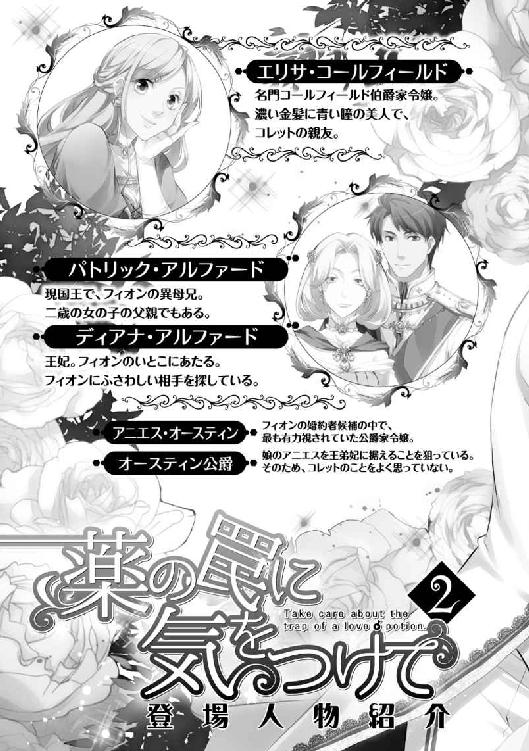 エリサ・コールフィールド
名門コールフィールド伯爵家令嬢。
濃い金髪に青い瞳の美人で、
コレットの親友。
パトリック・アルファード
現国王で、フィオンの異母兄。
二歳の女の子の父親でもある。
ディアナ・アルファード
王妃。フィオンのいとこにあたる。
フィオンにふさわしい相手を探している。
アニエス・オースティン
フィオンの婚約者候補の中で、
最も有力視されていた公爵家令嬢。
オースティン公爵
娘のアニエスを王弟妃に据えることを狙っている。
そのため、コレットのことをよく思っていない。
薬の罠に
気をつけて
2
Take care about the
trap of a love potion.
登場人物紹介